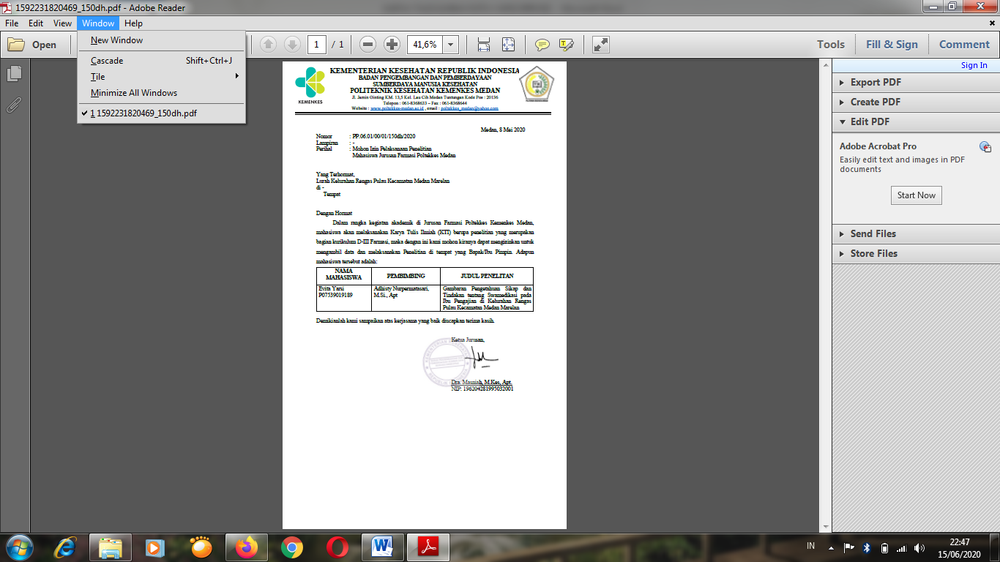 1592231820469_150dh.pdf - Adobe Reader
File Edit View Window Help
Open
1 / 1
41,6%
Tools
Fill & Sign
Comment
New Window
Cascade Shift+Ctrl+J
Tile
Minimize All Windows
1 1592231820469_150dh.pdf
Sign In
Export PDF
Create PDF
Edit PDF
Adobe Acrobat Pro
Easily edit text and images in PDF
documents
Start Now
Send Files
Store Files
KEMENKES
KEMENTERIAN KESEHATAN REPUBLIK INDONESIA
BADAN PENGEMBANGAN DAN PEMBERDAYAAN
SUMBERDAYA MANUSIA KESEHATAN
POLITEKNIK KESEHATAN KEMENKES MEDAN
Jl. Jamin Ginting KM. 13,5 Kel. Lau Cih Medan Tuntungan Kode Pos : 20136
Telepon : 061-8368633 – Fax : 061-8368644
Website : www.poltekkes-medan.ac.id , email : poltekkes_medan@yahoo.com
Medan, 8 Mei 2020
Nomor : PP.06.01/00/01/150dh/2020
Lampiran : -
Perihal : Mohon Izin Pelaksanaan Penelitian
Mahasiswa Jurusan Farmasi Poltekkes Medan
Yang Terhormat,
Lurah Kelurahan Rengas Pulau Kecamatan Medan Marelan
di -
Tempat
Dengan Hormat
Dalam rangka kegiatan akademik di Jurusan Farmasi Poltekkes Kemenkes Medan,
mahasiswa akan melaksanakan Karya Tulis Ilmiah (KTI) berupa penelitian yang merupakan
bagian kurikulum D-III Farmasi, maka dengan ini kami mohon kiranya dapat mengizinkan untuk
mengambil data dan melaksanakan Penelitian di tempat yang Bapak/Ibu Pimpin. Adapun
mahasiswa tersebut adalah:
NAMA
MAHASISWA
PEMBIMBING
JUDUL PENELITAN
Evita Yarsi
P07539019189
Adhisty Nurpermatasari,
M.Si., Apt
Gambaran Pengetahuan Sikap dan
Tindakan tentang Swamedikasi pada
Ibu Pengajian di Kelurahan Rengas
Pulau Kecamatan Medan Marelan
Demikianlah kami sampaikan atas kerjasama yang baik diucapkan terima kasih.
Ketua Jurusan,
Dra. Masniah, M.Kes, Apt.
NIP: 196204281995032001
IN
22:47
15/06/2020